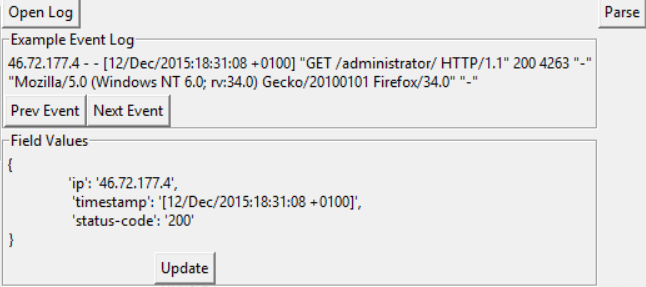 Open Log Parse
Example Event Log
46.72.177.4 - - [12/Dec/2015:18:31:08 +0100] "GET /administrator/ HTTP/1.1" 200 4263 "-"
"Mozilla/5.0 (Windows NT 6.0; rv:34.0) Gecko/20100101 Firefox/34.0" "-"
Prev Event Next Event
Field Values
{
'ip': '46.72.177.4',
'timestamp': '[12/Dec/2015:18:31:08 +0100]',
'status-code': '200'
}
Update